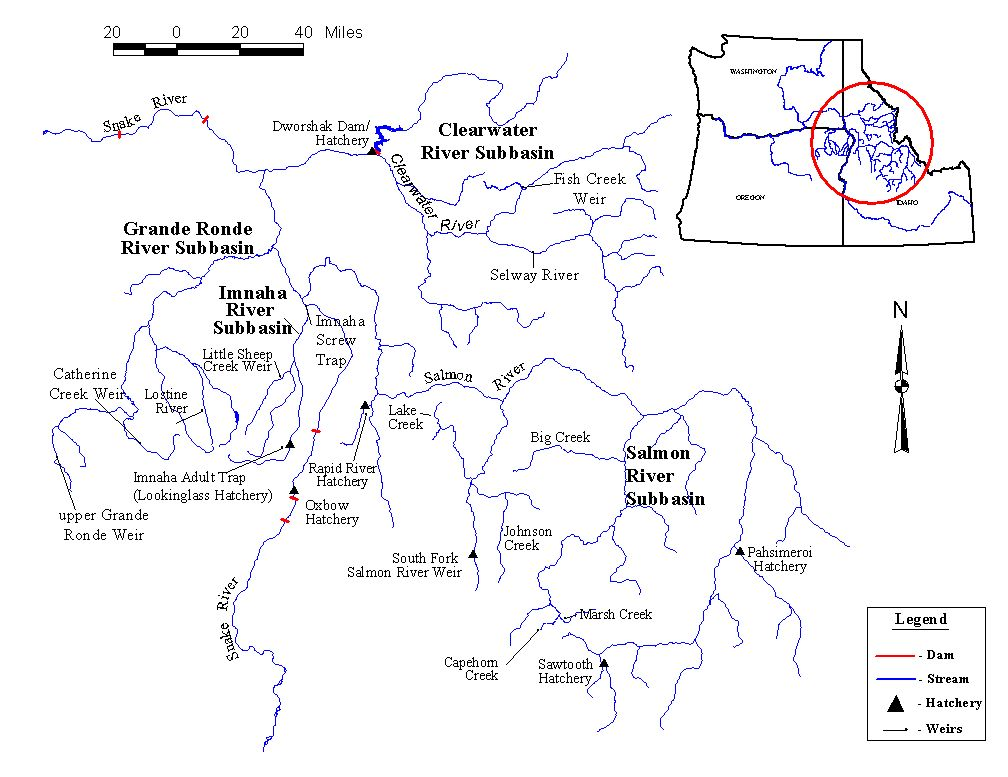 20 0 20 40 Miles
Snake River
Dworshak Dam/
Hatchery
Clearwater
River Subbasin
Clearwater
River
Fish Creek
Weir
Selway River
WASHINGTON
OREGON
IDAHO
Grande Ronde
River Subbasin
Imnaha
River
Subbasin
Imnaha
Screw
Trap
Little Sheep
Creek Weir
Catherine
Creek Weir
Lostine
River
Salmon River
Lake
Creek
Big Creek
Salmon
River
Subbasin
Imnaha Adult Trap
(Lookinglass Hatchery)
Rapid River
Hatchery
Oxbow
Hatchery
upper Grande
Ronde Weir
Johnson
Creek
South Fork
Salmon River Weir
Pahsimeroi
Hatchery
Snake River
Marsh Creek
Capehorn
Creek
Sawtooth
Hatchery
N
Legend
- Dam
- Stream
- Hatchery
- Weirs